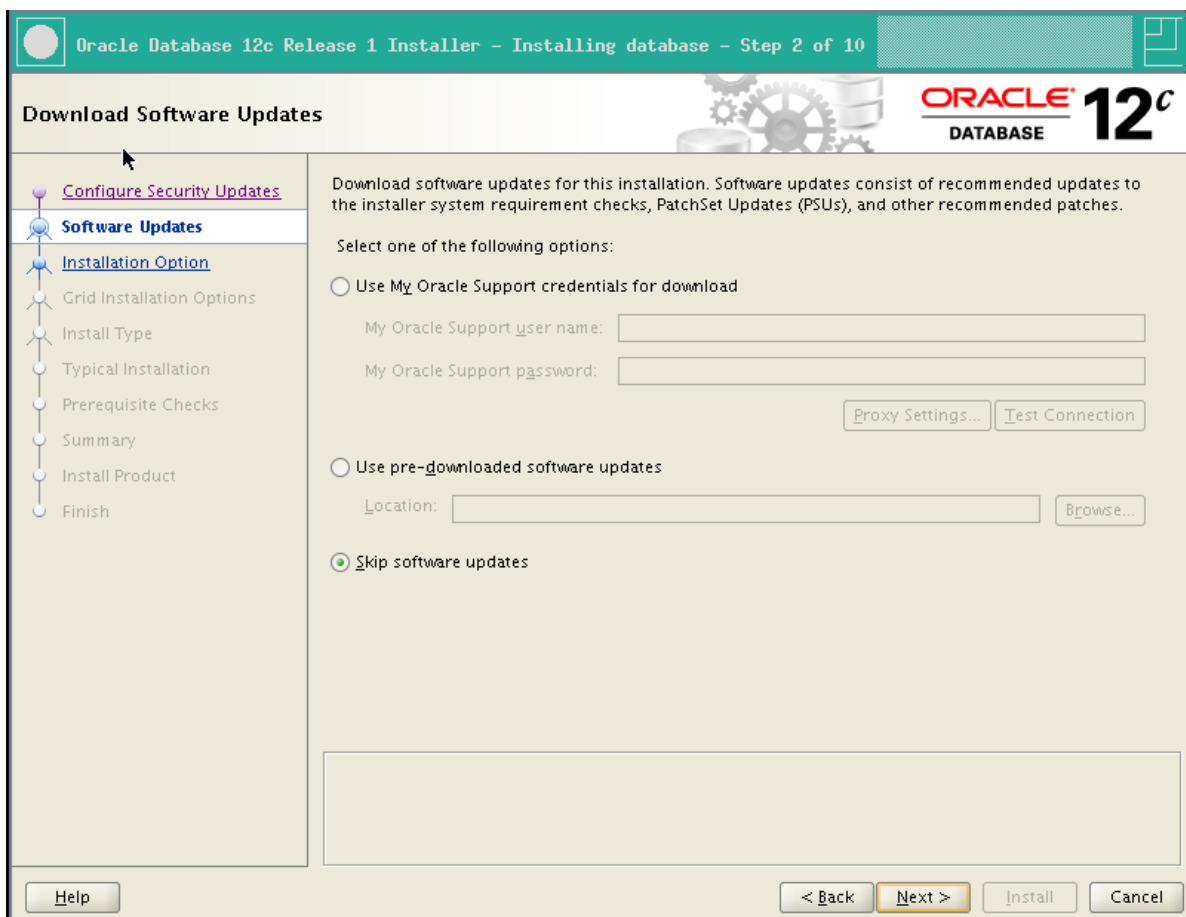 Oracle Database 12c Release 1 Installer - Installing database - Step 2 of 10
Download Software Updates
ORACLE®
DATABASE
12c
Configure Security Updates
Software Updates
Installation Option
Grid Installation Options
Install Type
Typical Installation
Prerequisite Checks
Summary
Install Product
Finish
Download software updates for this installation. Software updates consist of recommended updates to
the installer system requirement checks, PatchSet Updates (PSUs), and other recommended patches.
Select one of the following options:
Use My Oracle Support credentials for download
My Oracle Support user name:
My Oracle Support password:
Proxy Settings... Test Connection
Use pre-downloaded software updates
Location: Browse...
Skip software updates
Help < Back Next > Install Cancel